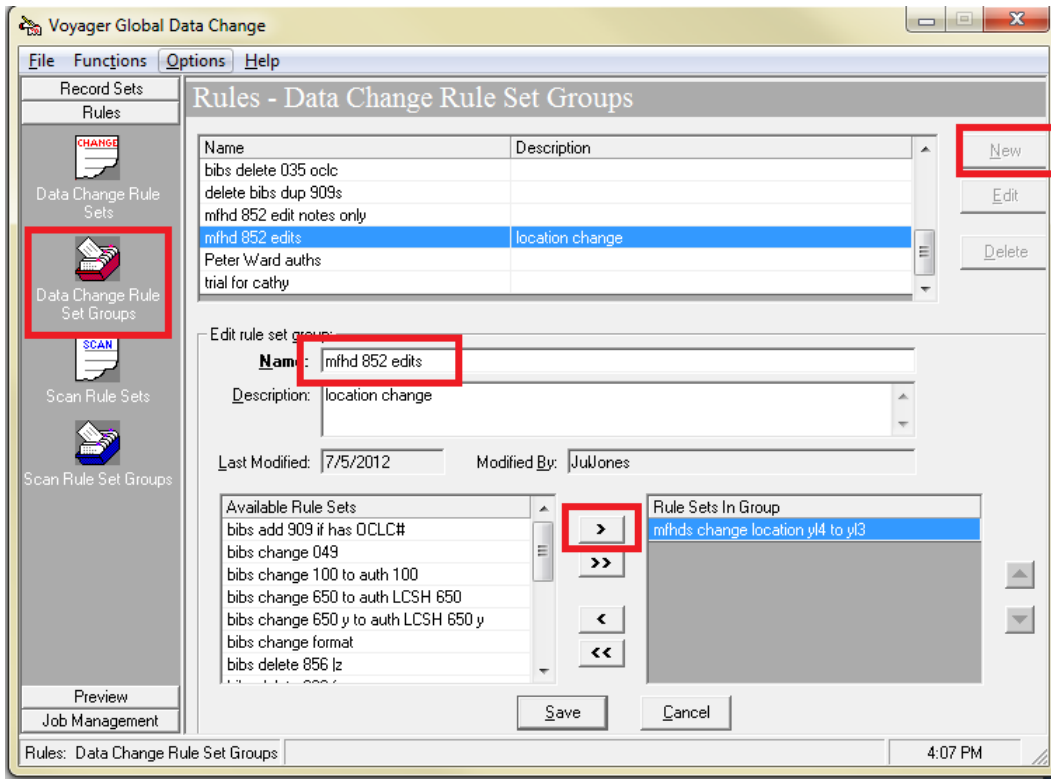 Voyager Global Data Change
File Functions Options Help
Record Sets
Rules
Rules - Data Change Rule Set Groups
CHANGE
Data Change Rule
Sets
Data Change Rule
Set Groups
SCAN
Scan Rule Sets
Scan Rule Set Groups
Name Description
bibs delete 035 oclc
delete bibs dup 909s
mfhd 852 edit notes only
mfhd 852 edits location change
Peter Ward auths
trial for cathy
New
Edit
Delete
Edit rule set group:
Name: mfhd 852 edits
Description: location change
Last Modified: 7/5/2012 Modified By: JulJones
Available Rule Sets
bibs add 909 if has OCLC#
bibs change 049
bibs change 100 to auth 100
bibs change 650 to auth LCSH 650
bibs change 650 y to auth LCSH 650 y
bibs change format
bibs delete 856 |z
>
>>
<
<<
Rule Sets In Group
mfhds change location yl4 to yl3
Save Cancel
Preview
Job Management
Rules: Data Change Rule Set Groups 4:07 PM